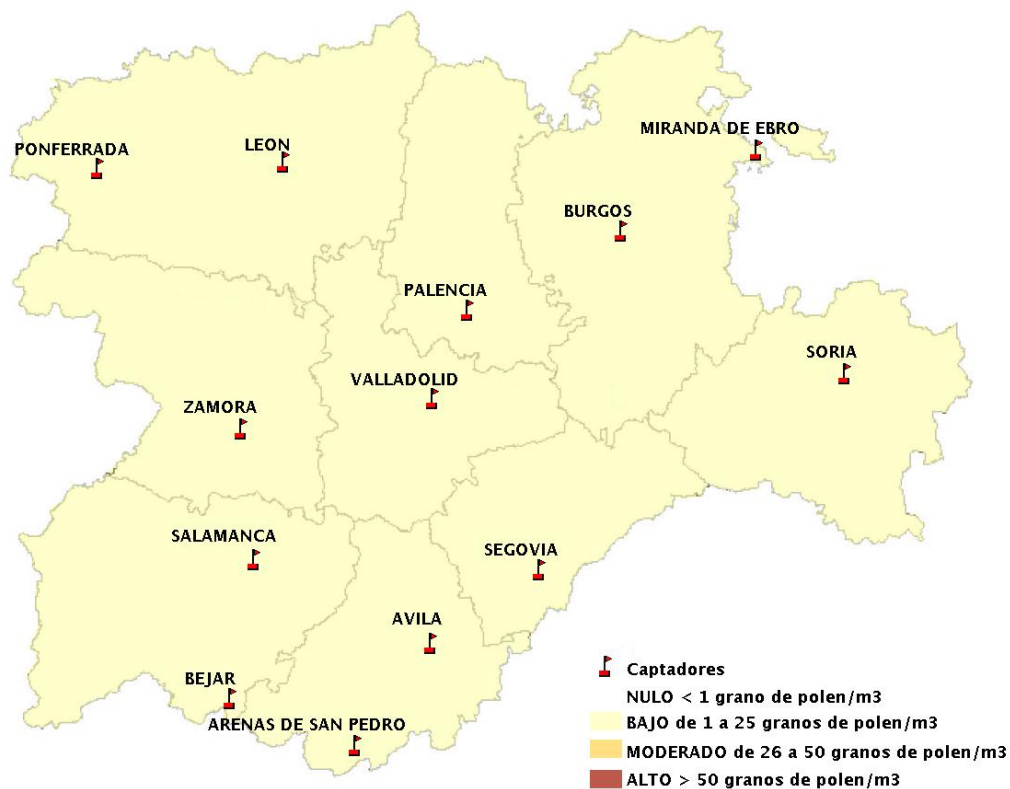 MIRANDA DE EBRO
PONFERRADA
LEON
BURGOS
PALENCIA
SORIA
VALLADOLID
ZAMORA
SALAMANCA
SEGOVIA
AVILA
BEJAR
ARENAS DE SAN PEDRO
Captadores
NULO < 1 grano de polen/m3
BAJO de 1 a 25 granos de polen/m3
MODERADO de 26 a 50 granos de polen/m3
ALTO > 50 granos de polen/m3